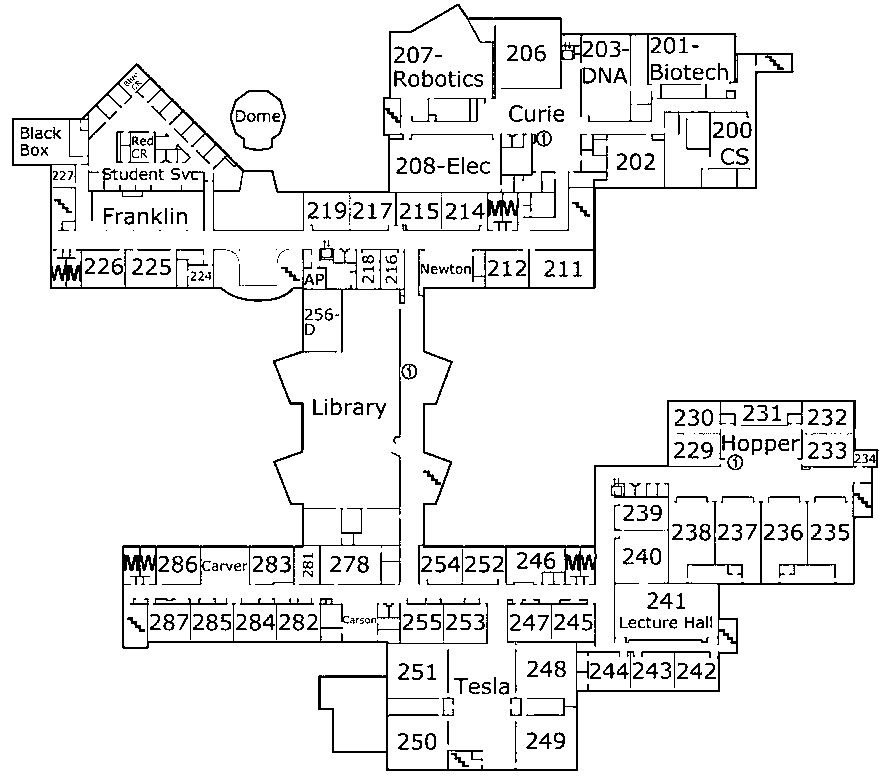 207-
Robotics
206
203-
DNA
201-
Biotech
Blue
CR
Dome
Curie
1
Black
Box
Red
CR
200
CS
208-Elec
202
227
Student Svc
Franklin
219
217
215
214
W
W
226
225
224
AP
218
216
Newton
212
211
W
W
256-
D
1
Library
230
231
232
229
Hopper
233
1
234
239
238
237
236
235
240
W
W
286
Carver
283
281
278
254
252
246
W
W
241
Lecture Hall
287
285
284
282
Carson
255
253
247
245
251
Tesla
248
244
243
242
250
249